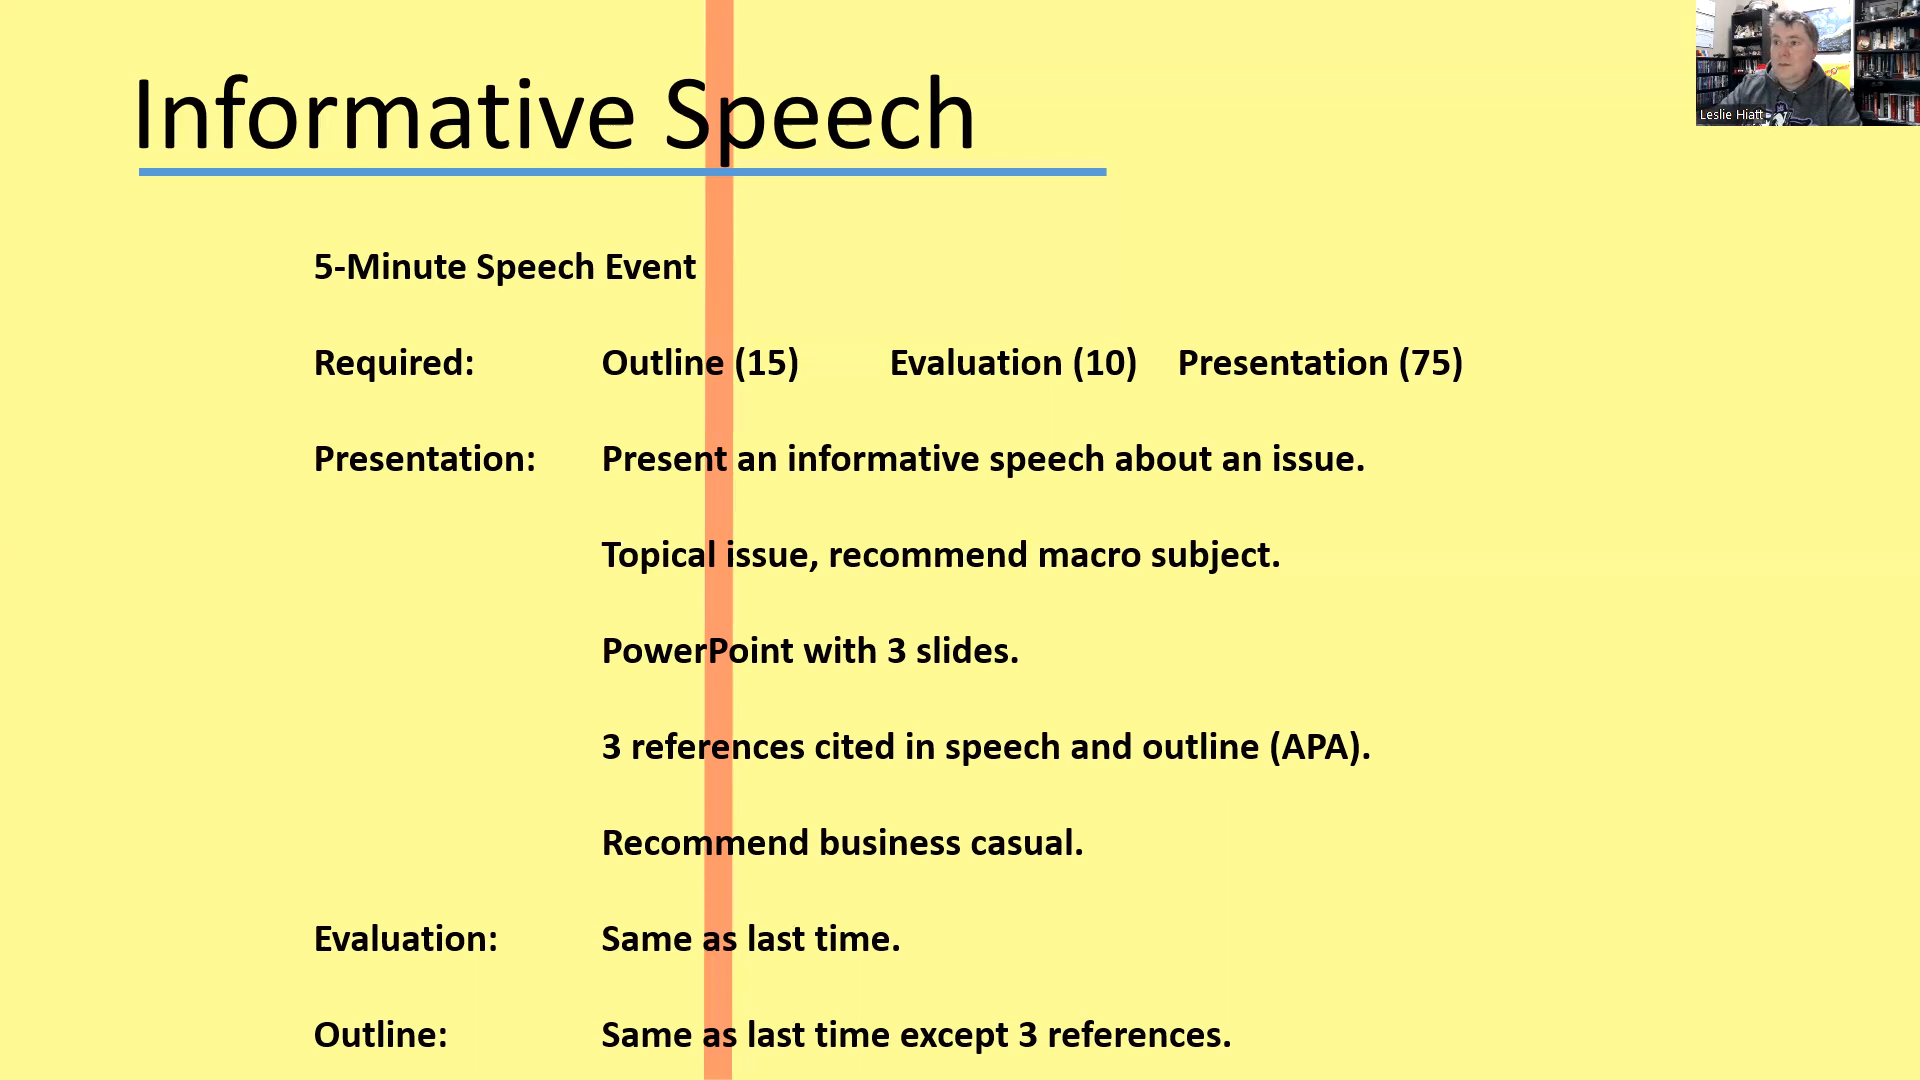 Informative Speech
Leslie Hiatt
5-Minute Speech Event
Required: Outline (15) Evaluation (10) Presentation (75)
Presentation: Present an informative speech about an issue.
Topical issue, recommend macro subject.
PowerPoint with 3 slides.
3 references cited in speech and outline (APA).
Recommend business casual.
Evaluation: Same as last time.
Outline: Same as last time except 3 references.